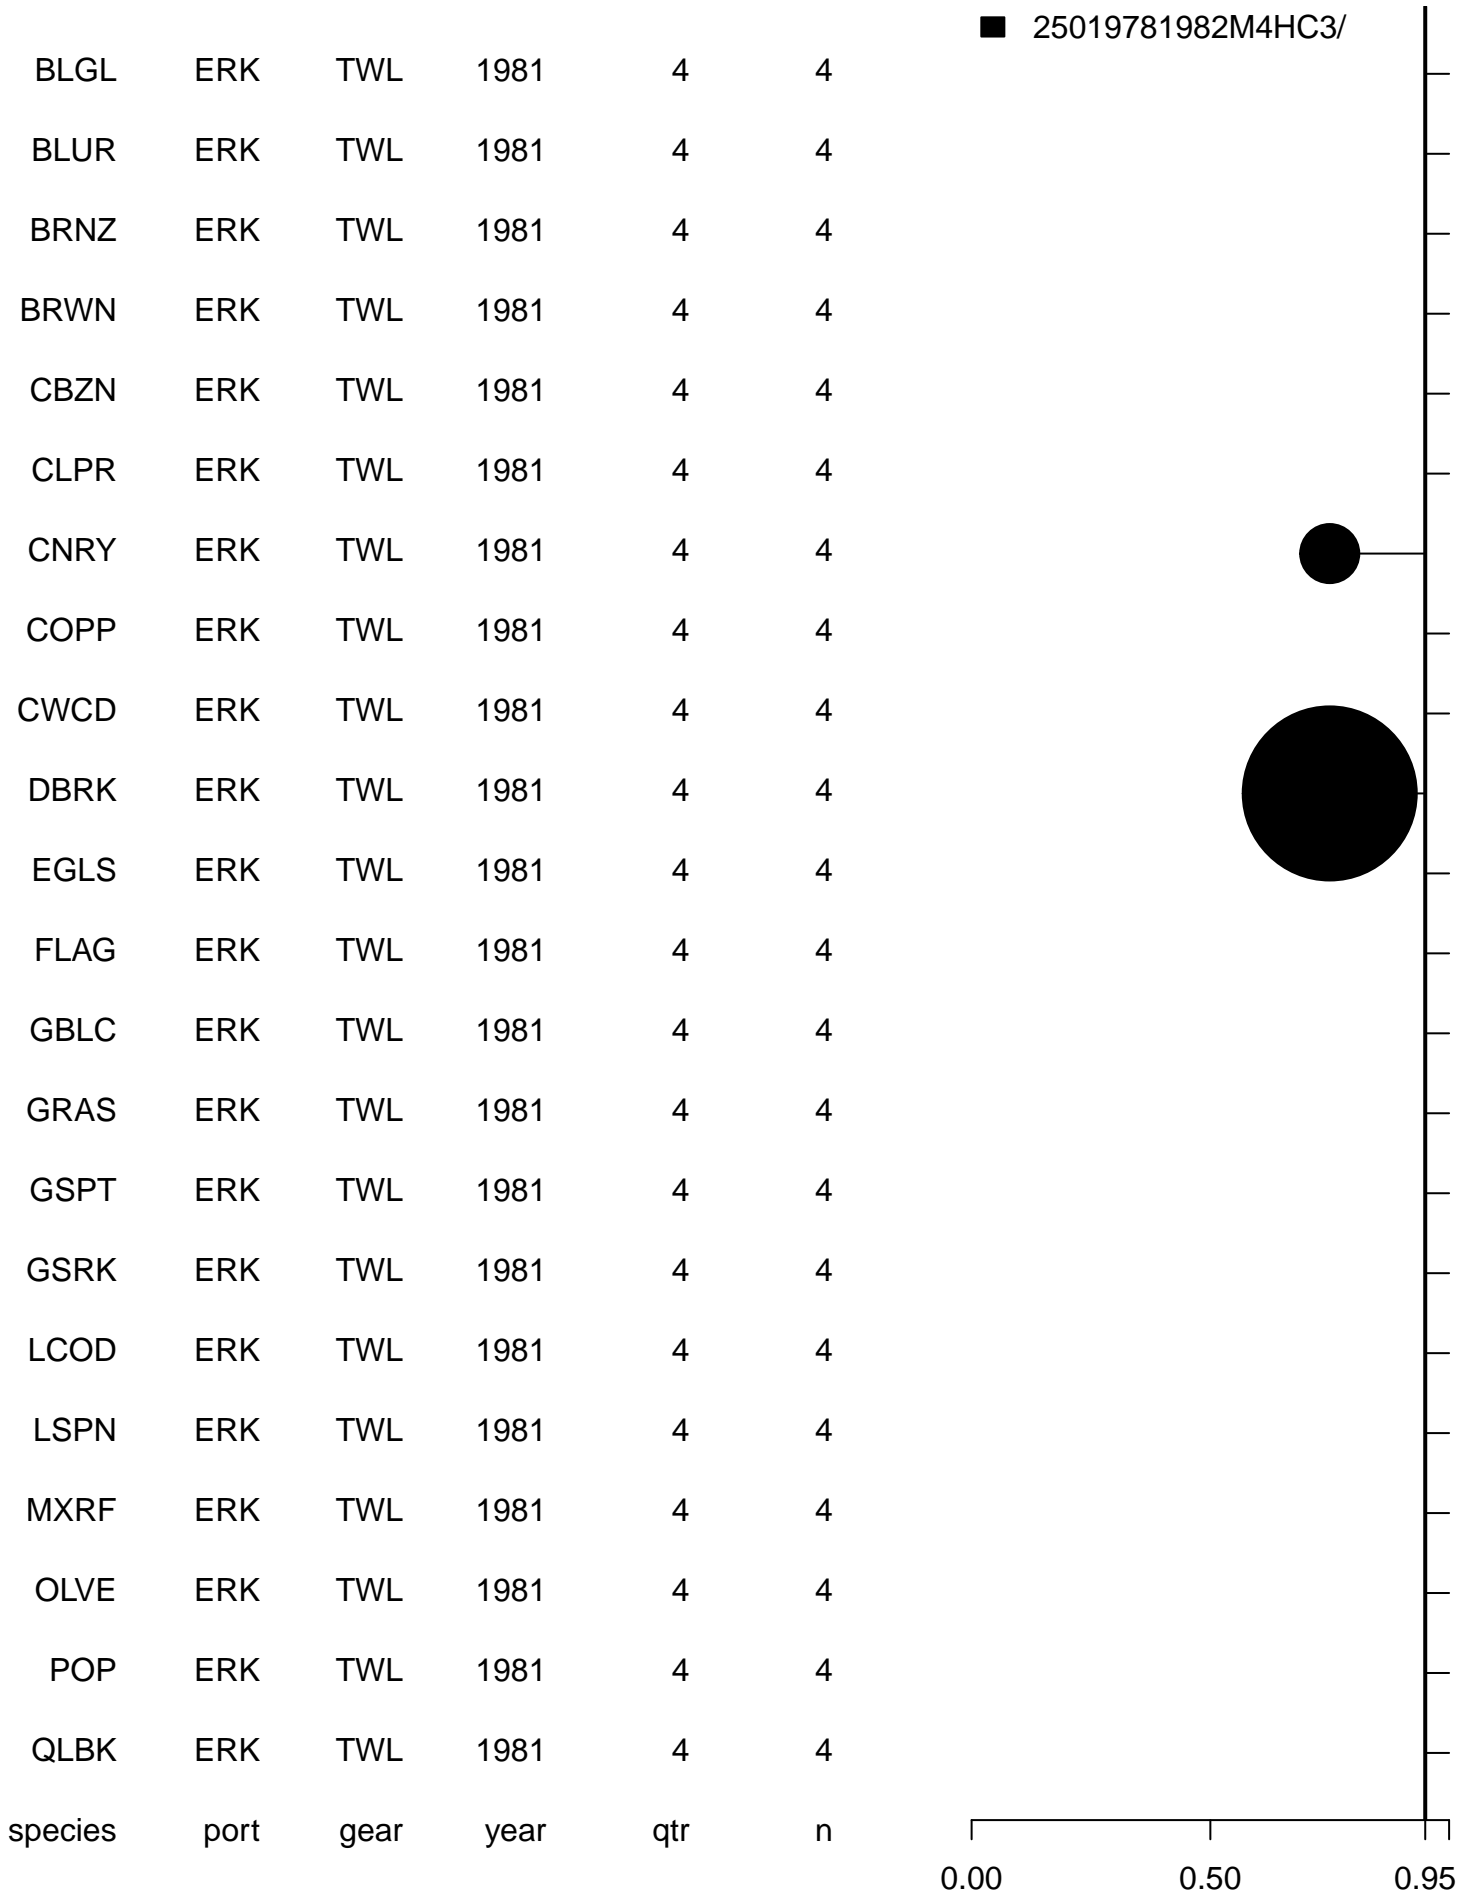 25019781982M4HC3/
BLGL ERK TWL 1981 4 4
BLUR ERK TWL 1981 4 4
BRNZ ERK TWL 1981 4 4
BRWN ERK TWL 1981 4 4
CBZN ERK TWL 1981 4 4
CLPR ERK TWL 1981 4 4
CNRY ERK TWL 1981 4 4
COPP ERK TWL 1981 4 4
CWCD ERK TWL 1981 4 4
DBRK ERK TWL 1981 4 4
EGLS ERK TWL 1981 4 4
FLAG ERK TWL 1981 4 4
GBLC ERK TWL 1981 4 4
GRAS ERK TWL 1981 4 4
GSPT ERK TWL 1981 4 4
GSRK ERK TWL 1981 4 4
LCOD ERK TWL 1981 4 4
LSPN ERK TWL 1981 4 4
MXRF ERK TWL 1981 4 4
OLVE ERK TWL 1981 4 4
POP ERK TWL 1981 4 4
QLBK ERK TWL 1981 4 4
species port gear year qtr n
0.00 0.50 0.95